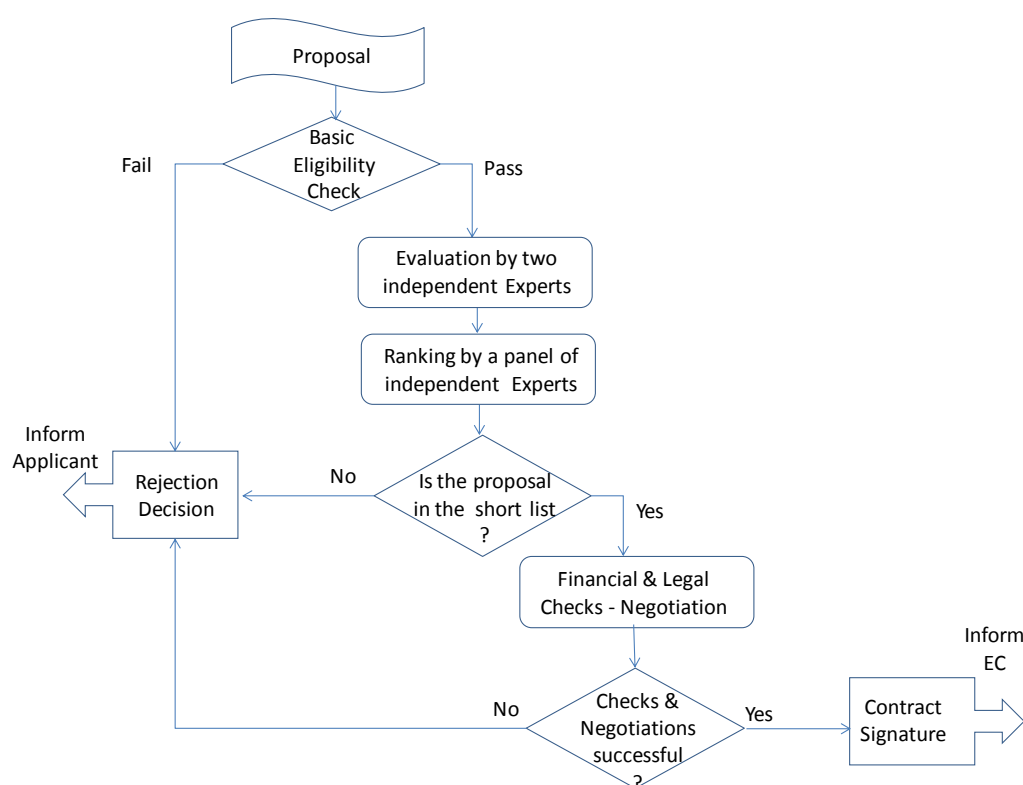 Proposal
Basic
Eligibility
Check
Fail
Pass
Evaluation by two
independent Experts
Ranking by a panel of
independent Experts
Inform
Applicant
Rejection
Decision
No
Is the proposal
in the short list
?
Yes
Financial & Legal
Checks - Negotiation
Inform
EC
No
Checks &
Negotiations
successful
?
Yes
Contract
Signature